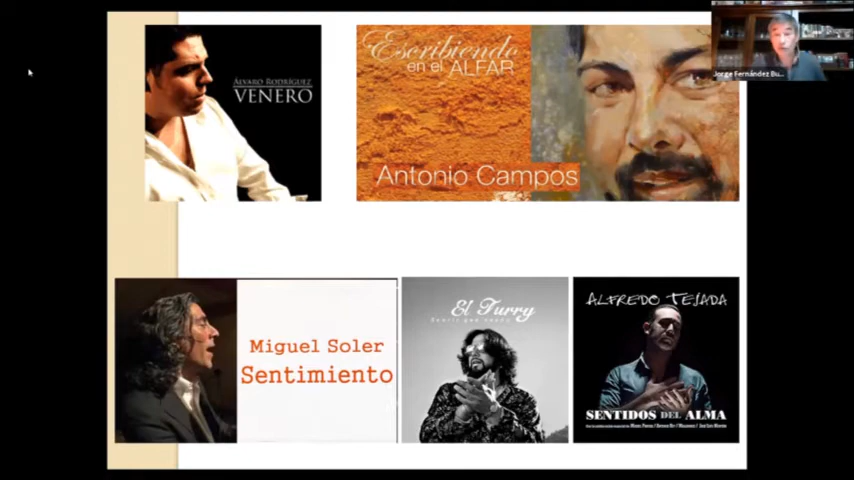 ÁLVARO RODRÍGUEZ
VENERO
Escribiendo
en el ALFAR
Antonio Campos
Jorge Fernández Bu...
Miguel Soler
Sentimiento
El Turry
ALFREDO TEJADA
SENTIDOS DEL ALMA